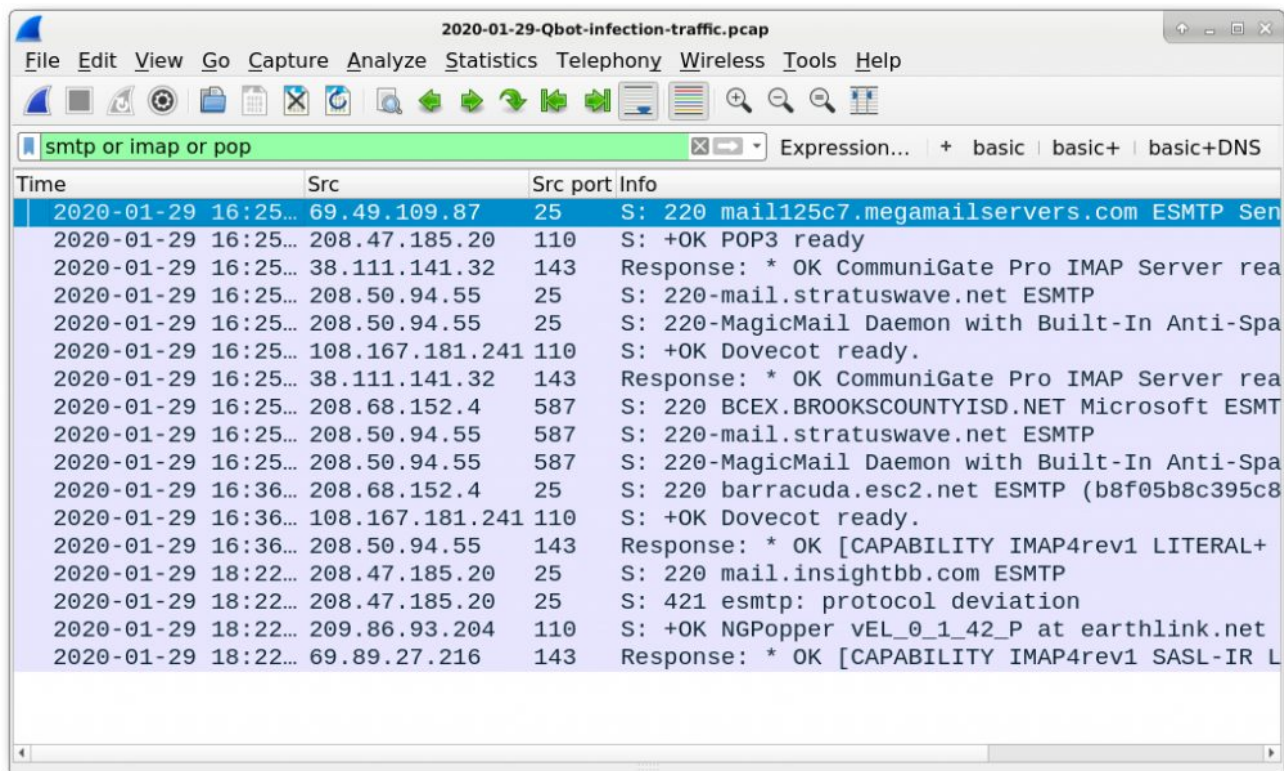 2020-01-29-Qbot-infection-traffic.pcap
File Edit View Go Capture Analyze Statistics Telephony Wireless Tools Help
smtp or imap or pop Expression... + basic basic+ basic+DNS
Time Src Src port Info
2020-01-29 16:25… 69.49.109.87 25 S: 220 mail125c7.megamailservers.com ESMTP Sen
2020-01-29 16:25… 208.47.185.20 110 S: +OK POP3 ready
2020-01-29 16:25… 38.111.141.32 143 Response: * OK CommuniGate Pro IMAP Server rea
2020-01-29 16:25… 208.50.94.55 25 S: 220-mail.stratuswave.net ESMTP
2020-01-29 16:25… 208.50.94.55 25 S: 220-MagicMail Daemon with Built-In Anti-Spa
2020-01-29 16:25… 108.167.181.241 110 S: +OK Dovecot ready.
2020-01-29 16:25… 38.111.141.32 143 Response: * OK CommuniGate Pro IMAP Server rea
2020-01-29 16:25… 208.68.152.4 587 S: 220 BCEX.BROOKSCOUNTYISD.NET Microsoft ESMT
2020-01-29 16:25… 208.50.94.55 587 S: 220-mail.stratuswave.net ESMTP
2020-01-29 16:25… 208.50.94.55 587 S: 220-MagicMail Daemon with Built-In Anti-Spa
2020-01-29 16:36… 208.68.152.4 25 S: 220 barracuda.esc2.net ESMTP (b8f05b8c395c8
2020-01-29 16:36… 108.167.181.241 110 S: +OK Dovecot ready.
2020-01-29 16:36… 208.50.94.55 143 Response: * OK [CAPABILITY IMAP4rev1 LITERAL+
2020-01-29 18:22… 208.47.185.20 25 S: 220 mail.insightbb.com ESMTP
2020-01-29 18:22… 208.47.185.20 25 S: 421 esmtp: protocol deviation
2020-01-29 18:22… 209.86.93.204 110 S: +OK NGPopper vEL_0_1_42_P at earthlink.net
2020-01-29 18:22… 69.89.27.216 143 Response: * OK [CAPABILITY IMAP4rev1 SASL-IR L